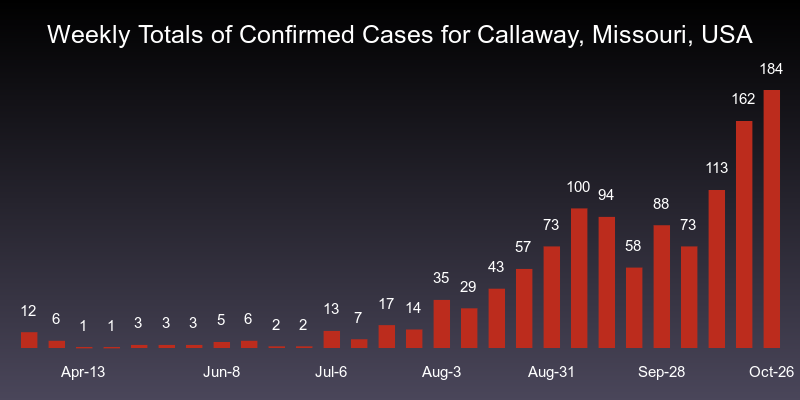 Weekly Totals of Confirmed Cases for Callaway, Missouri, USA
12 6 1 1 3 3 3 5 6 2 2 13 7 17 14 35 29 43 57 73 100 94 58 88 73 113 162 184
Apr-13 Jun-8 Jul-6 Aug-3 Aug-31 Sep-28 Oct-26